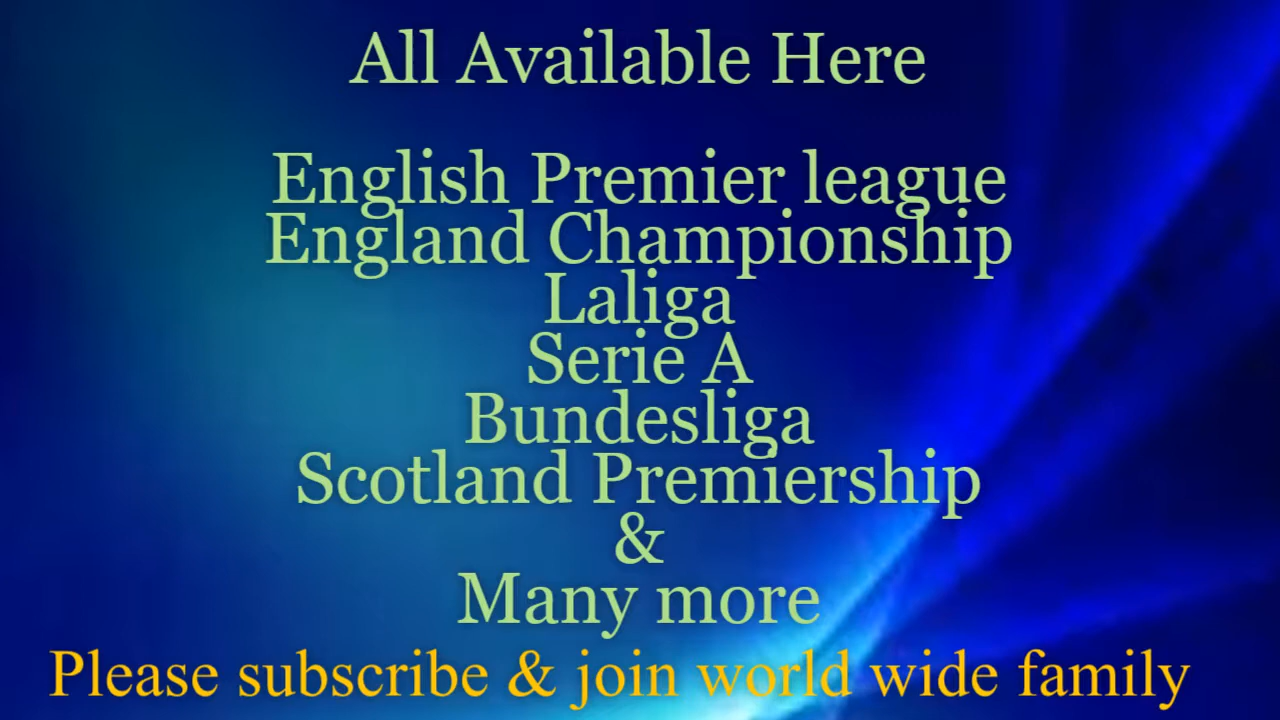 All Available Here
English Premier league
England Championship
Laliga
Serie A
Bundesliga
Scotland Premiership
&
Many more
Please subscribe & join world wide family